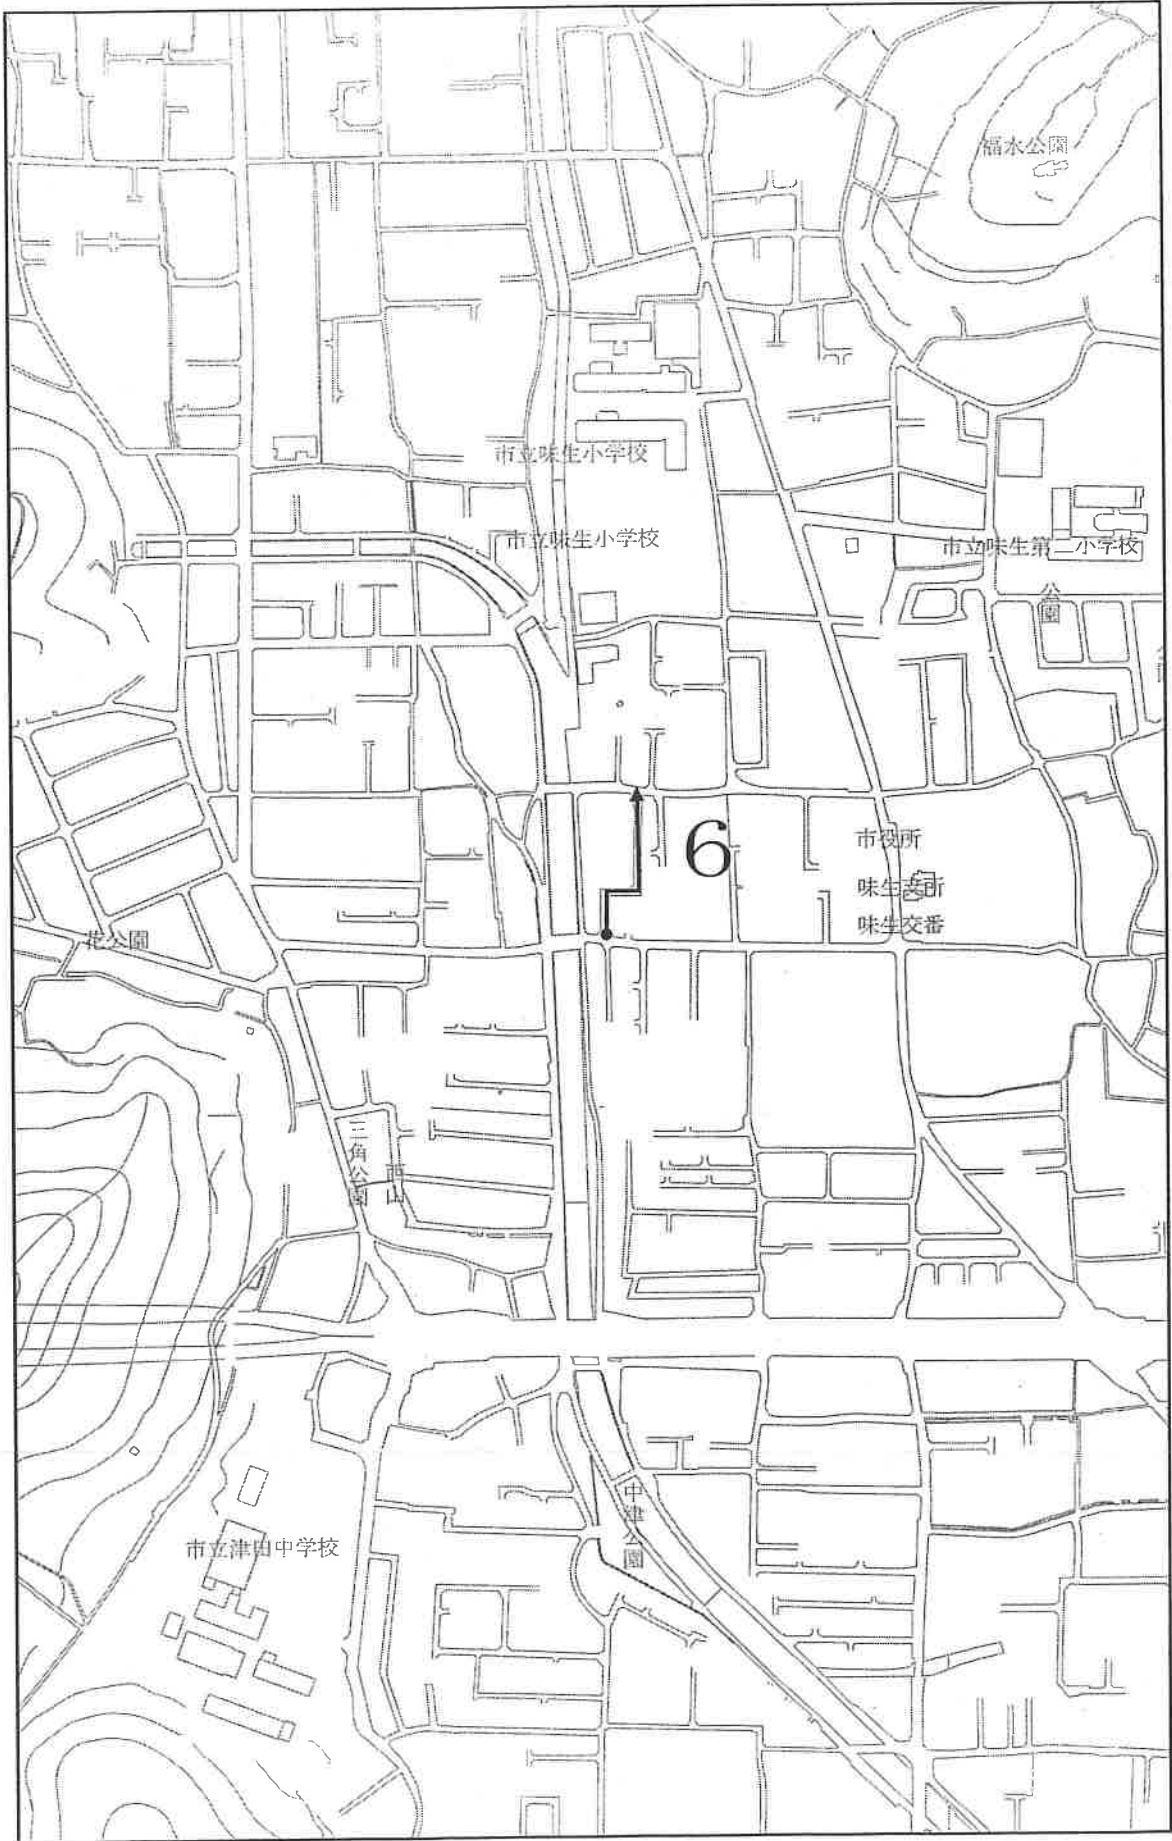 福水公園
市立味生小学校
市立味生小学校
市立味生第二小学校
公園
6
市役所
味生支所
味生交番
花公園
三角公園
西山
中津公園
市立津田中学校